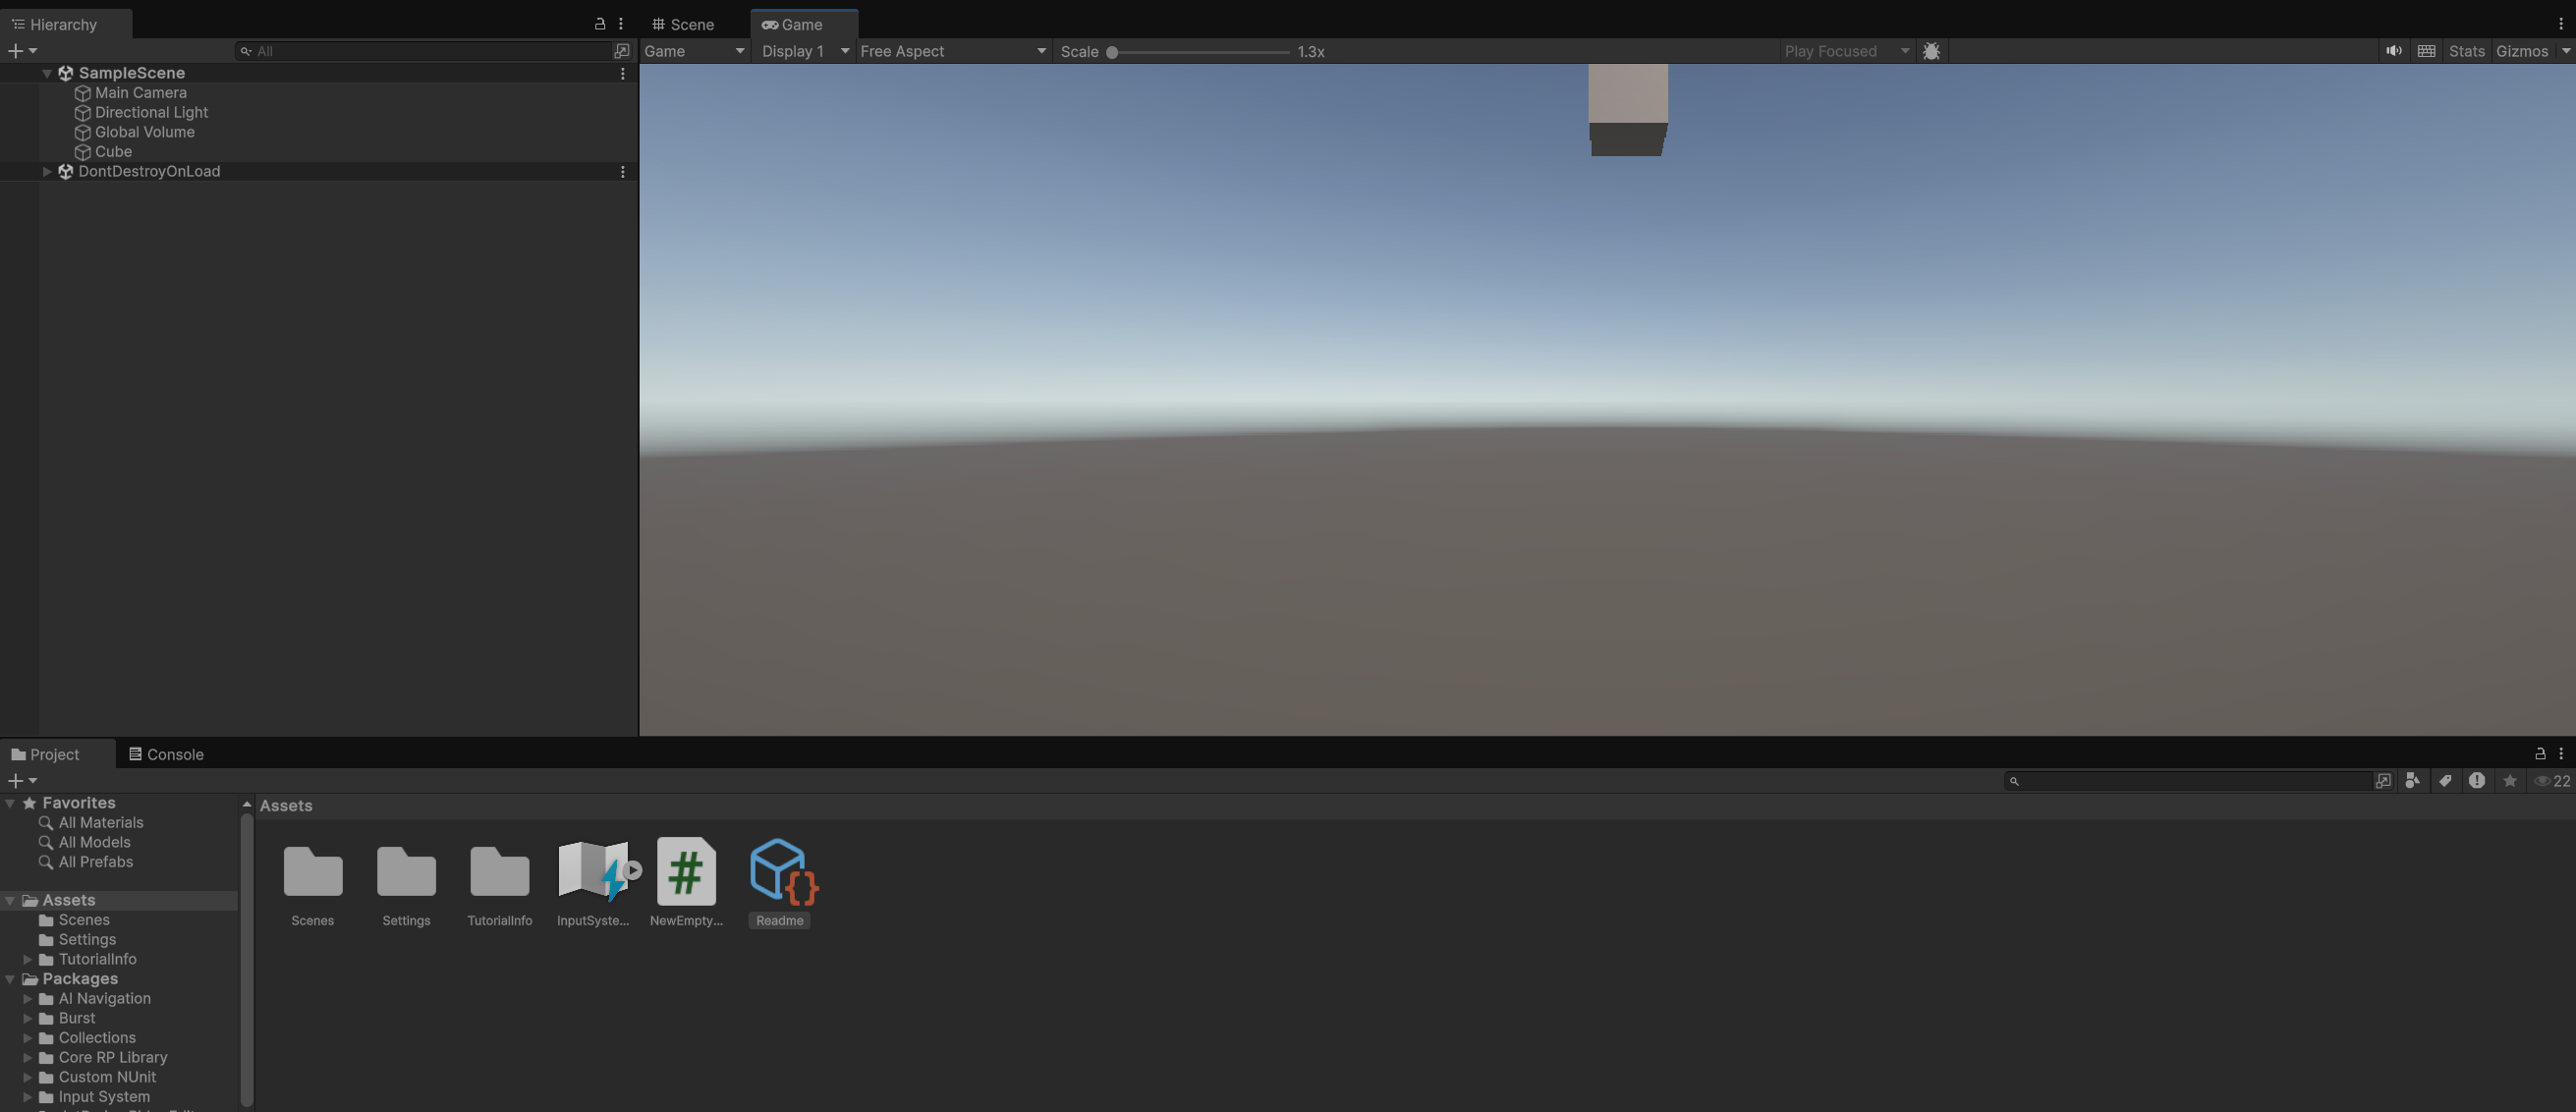 Hierarchy
All
SampleScene
Main Camera
Directional Light
Global Volume
Cube
DontDestroyOnLoad
Scene
Game
Game
Display 1
Free Aspect
Scale
1.3x
Play Focused
Stats
Gizmos
Project
Console
22
Favorites
All Materials
All Models
All Prefabs
Assets
Scenes
Settings
TutorialInfo
Packages
AI Navigation
Burst
Collections
Core RP Library
Custom NUnit
Input System
Assets
Scenes
Settings
TutorialInfo
InputSyste...
NewEmpty...
Readme